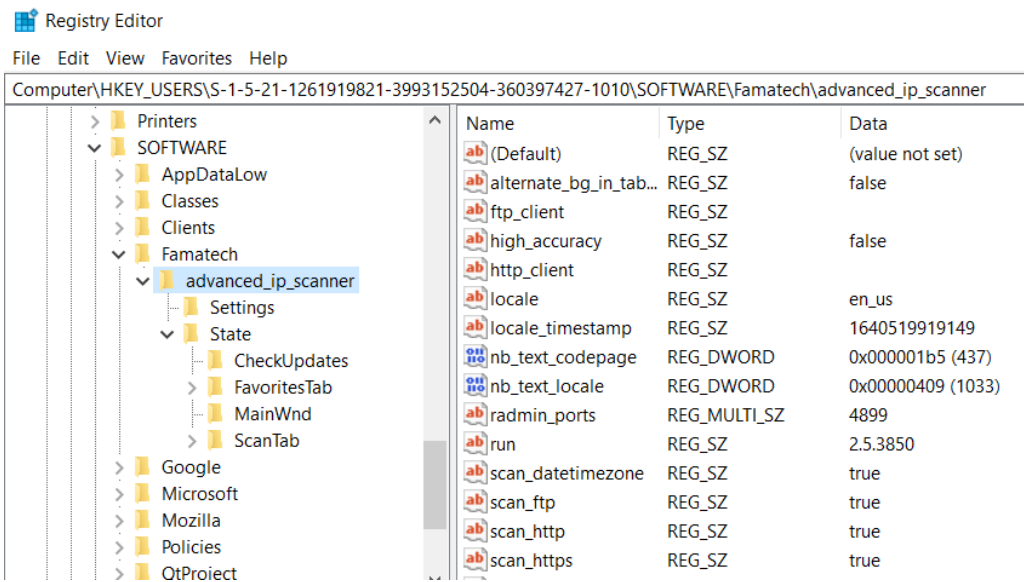 Registry Editor
File Edit View Favorites Help
Computer\HKEY_USERS\S-1-5-21-1261919821-3993152504-360397427-1010\SOFTWARE\Famatech\advanced_ip_scanner
Printers
SOFTWARE
AppDataLow
Classes
Clients
Famatech
advanced_ip_scanner
Settings
State
CheckUpdates
FavoritesTab
MainWnd
ScanTab
Google
Microsoft
Mozilla
Policies
QtProject
Name Type Data
(Default) REG_SZ (value not set)
alternate_bg_in_tab... REG_SZ false
ftp_client REG_SZ
high_accuracy REG_SZ false
http_client REG_SZ
locale REG_SZ en_us
locale_timestamp REG_SZ 1640519919149
nb_text_codepage REG_DWORD 0x000001b5 (437)
nb_text_locale REG_DWORD 0x00000409 (1033)
radmin_ports REG_MULTI_SZ 4899
run REG_SZ 2.5.3850
scan_datetimezone REG_SZ true
scan_ftp REG_SZ true
scan_http REG_SZ true
scan_https REG_SZ true